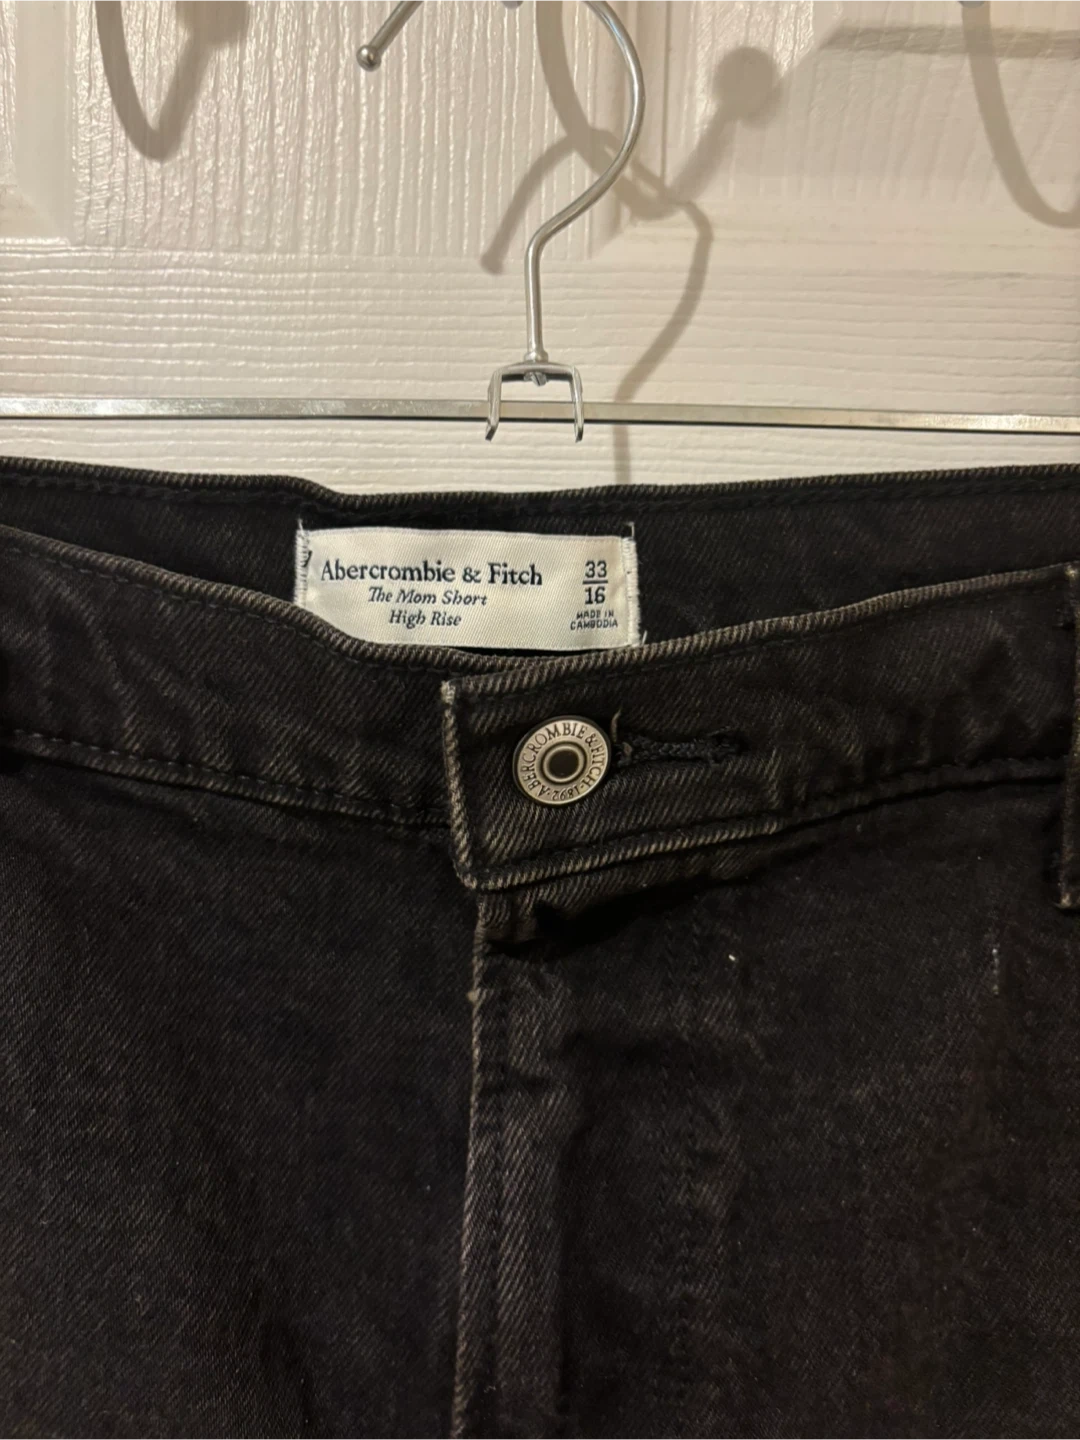 Abercrombie & Fitch
The Mom Short
High Rise
33
16
MADE IN
CAMBODIA
ABERCROMBIE & FITCH · 1892 ·